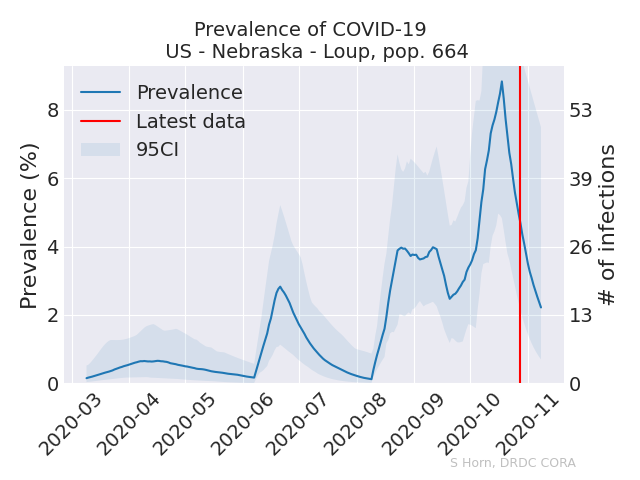 Prevalence of COVID-19
US - Nebraska - Loup, pop. 664
Prevalence
Latest data
95CI
Prevalence (%)
8
6
4
2
0
53
39
26
13
0
# of infections
2020-03
2020-04
2020-05
2020-06
2020-07
2020-08
2020-09
2020-10
2020-11
S Horn, DRDC CORA